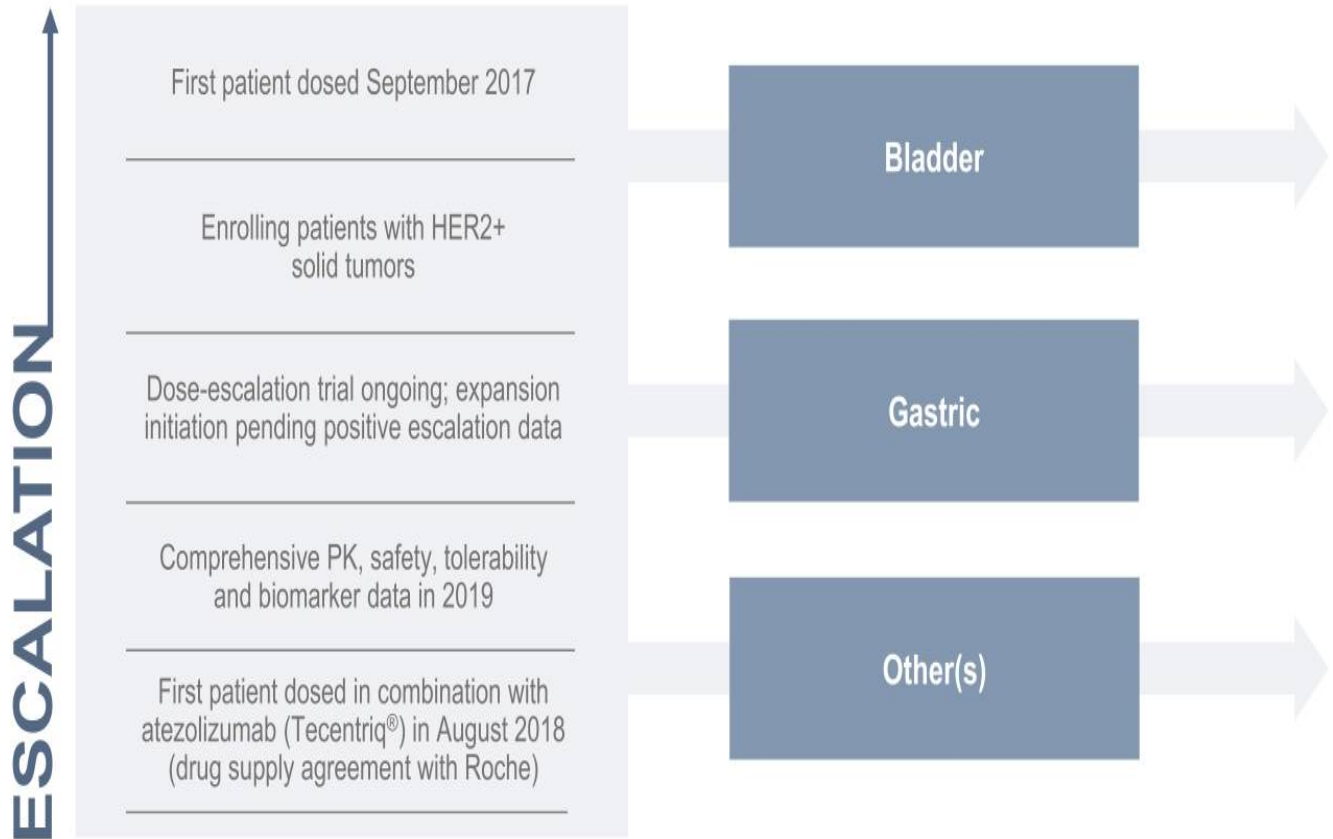 ESCALATION
First patient dosed September 2017
Enrolling patients with HER2+
solid tumors
Dose-escalation trial ongoing; expansion
initiation pending positive escalation data
Comprehensive PK, safety, tolerability
and biomarker data in 2019
First patient dosed in combination with
atezolizumab (Tecentriq®) in August 2018
(drug supply agreement with Roche)
Bladder
Gastric
Other(s)